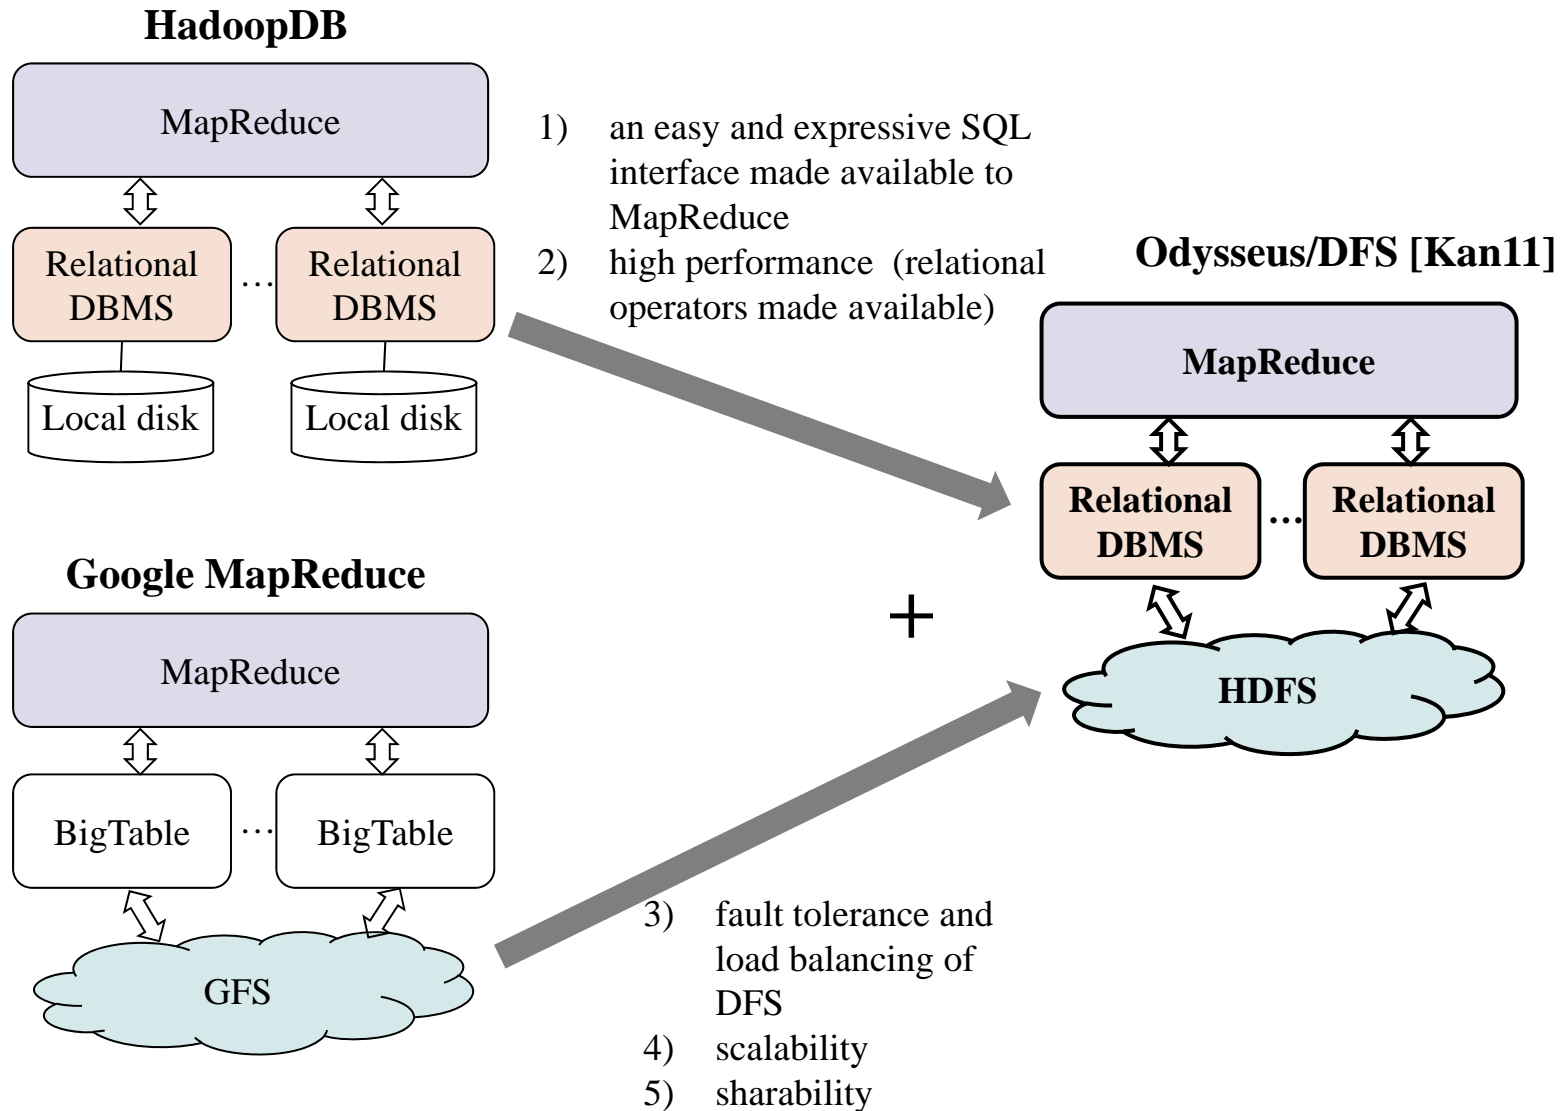 HadoopDB
MapReduce
Relational
DBMS
…
Relational
DBMS
Local disk
Local disk
1) an easy and expressive SQL
interface made available to
MapReduce
2) high performance (relational
operators made available)
Google MapReduce
MapReduce
BigTable
…
BigTable
GFS
3) fault tolerance and
load balancing of
DFS
4) scalability
5) sharability
+
Odysseus/DFS [Kan11]
MapReduce
Relational
DBMS
…
Relational
DBMS
HDFS